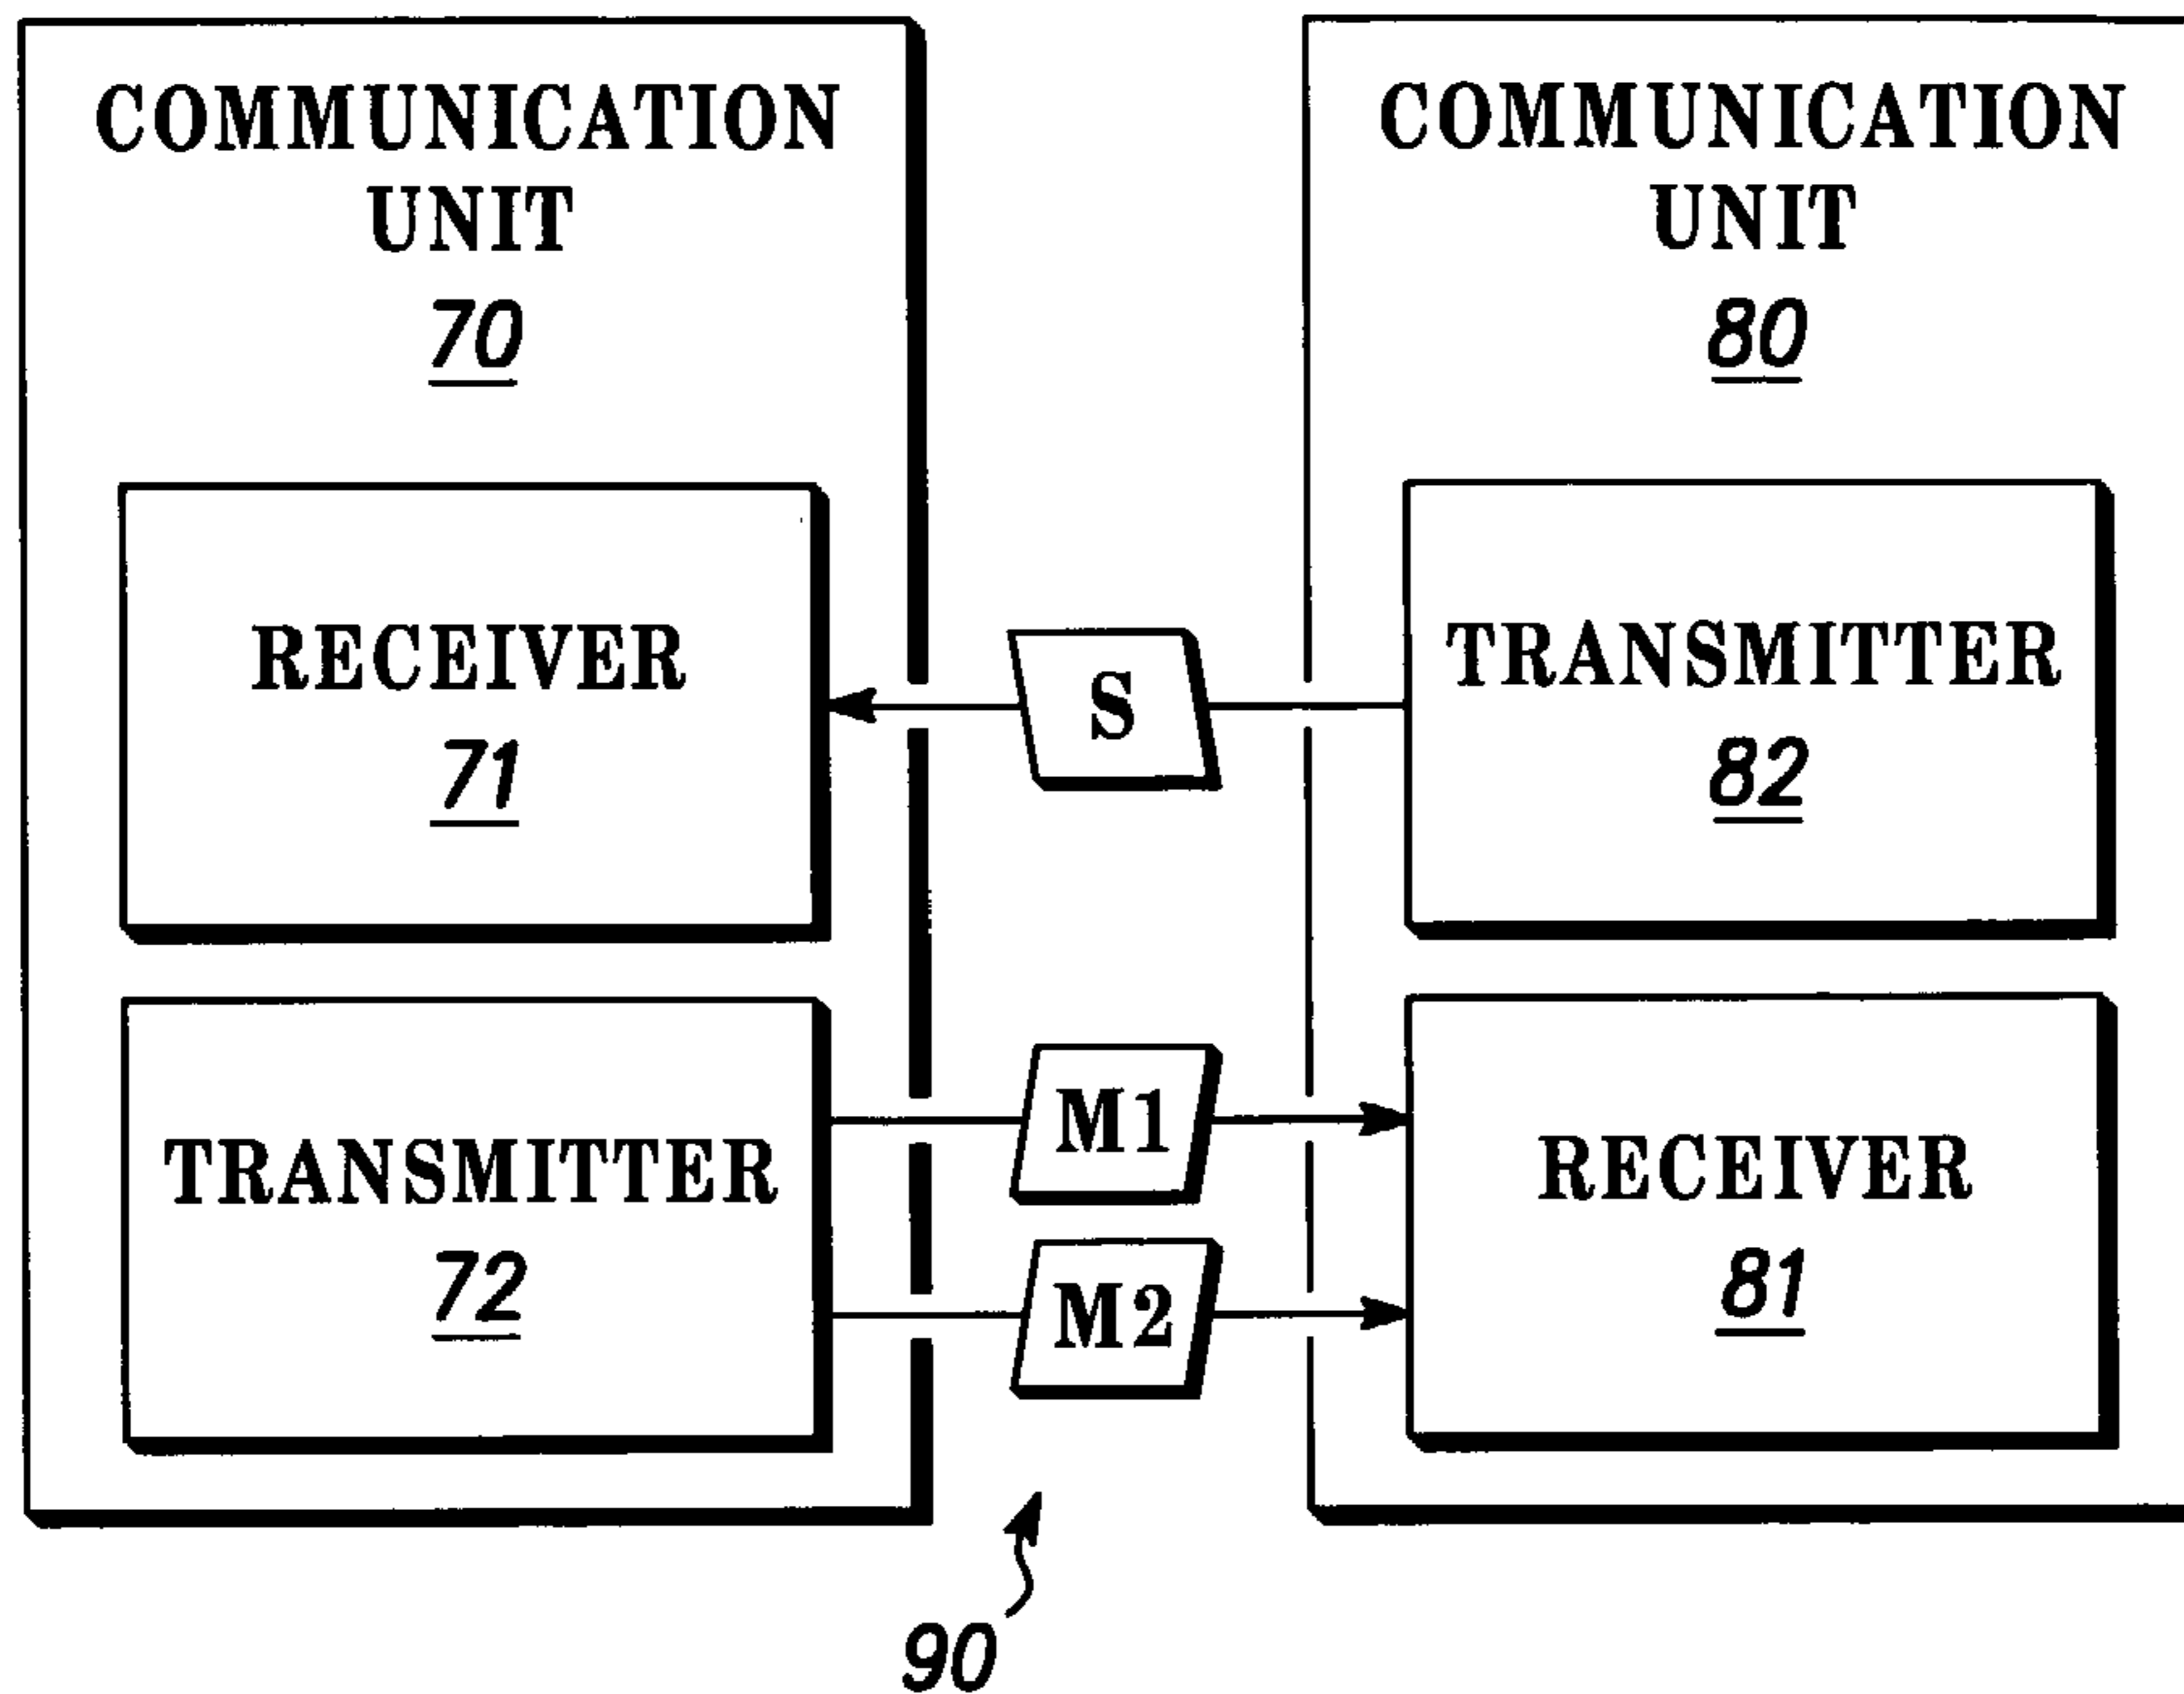 COMMUNICATION
UNIT
70
RECEIVER
71
TRANSMITTER
72
S
M1
M2
90
COMMUNICATION
UNIT
80
TRANSMITTER
82
RECEIVER
81